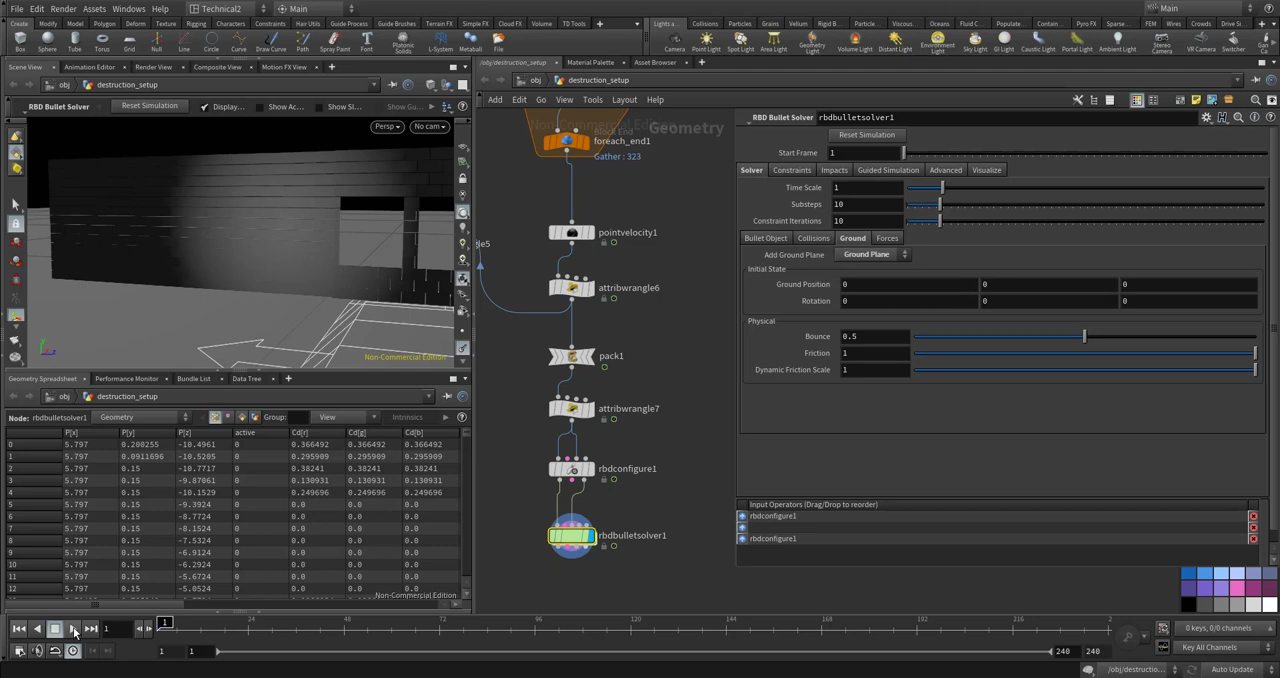 File Edit Render Assets Windows Help Technical2 Main Main
Create Modify Model Polygon Deform Texture Rigging Characters Constraints Hair Utils Guide Process Guide Brushes Terrain FX Simple FX Cloud FX Volume TD Tools
Lights a... Collisions Particles Grains Vellum Rigid B... Particle... Viscous... Oceans Fluid C... Populate... Contain... Pyro FX Sparse... FEM Wires Crowds Drive Si...
Box Sphere Tube Torus Grid Null Line Circle Curve Draw Curve Path Spray Paint Font Platonic Solids L-System Metaball File
Camera Point Light Spot Light Area Light Geometry Light Volume Light Distant Light Environment Light Sky Light GI Light Caustic Light Portal Light Ambient Light Stereo Camera VR Camera Switcher
Scene View Animation Editor Render View Composite View Motion FX View
obj destruction_setup
RBD Bullet Solver Reset Simulation Display... Show Ac... Show Sl... Show Gu...
Persp No cam
Non-Commercial Edition
Geometry Spreadsheet Performance Monitor Bundle List Data Tree
obj destruction_setup
Node: rbdbulletsolver1 Geometry Group: View Intrinsics
P[x] P[y] P[z] active Cd[r] Cd[g] Cd[b]
0 5.797 0.200255 -10.4961 0 0.366492 0.366492 0.366492
1 5.797 0.0911696 -10.5205 0 0.295909 0.295909 0.295909
2 5.797 0.15 -10.7717 0 0.38241 0.38241 0.38241
3 5.797 0.15 -9.87061 0 0.130931 0.130931 0.130931
4 5.797 0.15 -10.1529 0 0.249696 0.249696 0.249696
5 5.797 0.15 -9.3924 0 0.0 0.0 0.0
6 5.797 0.15 -8.7724 0 0.0 0.0 0.0
7 5.797 0.15 -8.1524 0 0.0 0.0 0.0
8 5.797 0.15 -7.5324 0 0.0 0.0 0.0
9 5.797 0.15 -6.9124 0 0.0 0.0 0.0
10 5.797 0.15 -6.2924 0 0.0 0.0 0.0
11 5.797 0.15 -5.6724 0 0.0 0.0 0.0
12 5.797 0.15 -5.0524 0 0.0 0.0 0.0
Non-Commercial Edition
/obj/destruction_setup Material Palette Asset Browser
obj destruction_setup
Add Edit Go View Tools Layout Help
Non-Commercial Edition
Geometry
Block End
foreach_end1
Gather : 323
pointvelocity1
gle5
attribwrangle6
pack1
attribwrangle7
rbdconfigure1
rbdbulletsolver1
RBD Bullet Solver rbdbulletsolver1
Reset Simulation
Start Frame 1
Solver Constraints Impacts Guided Simulation Advanced Visualize
Time Scale 1
Substeps 10
Constraint Iterations 10
Bullet Object Collisions Ground Forces
Add Ground Plane Ground Plane
Initial State
Ground Position 0 0 0
Rotation 0 0 0
Physical
Bounce 0.5
Friction 1
Dynamic Friction Scale 1
Input Operators (Drag/Drop to reorder)
rbdconfigure1
rbdconfigure1
1 1 24 48 72 96 120 144 168 192 216 2
0 keys, 0/0 channels
1 1 240 240
Key All Channels
/obj/destructio... Auto Update